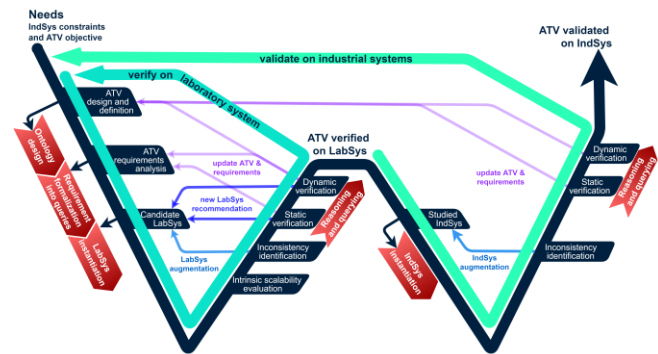 Needs
IndSys constraints
and ATV objective
ATV validated
on IndSys
validate on industrial systems
verify on
laboratory system
ATV
design and
definition
Ontology
design
ATV
requirements
analysis
Requirement
formalization
into queries
Candidate
LabSys
LabSys
Instantiation
update ATV &
requirements
new LabSys
recommendation
LabSys
augmentation
ATV verified
on LabSys
Dynamic
verification
Static
verification
Reasoning
and querying
Inconsistency
identification
Intrinsic scalability
evaluation
Studied
IndSys
IndSys
instantiation
IndSys
augmentation
update ATV &
requirements
Dynamic
verification
Static
verification
Reasoning
and querying
Inconsistency
identification